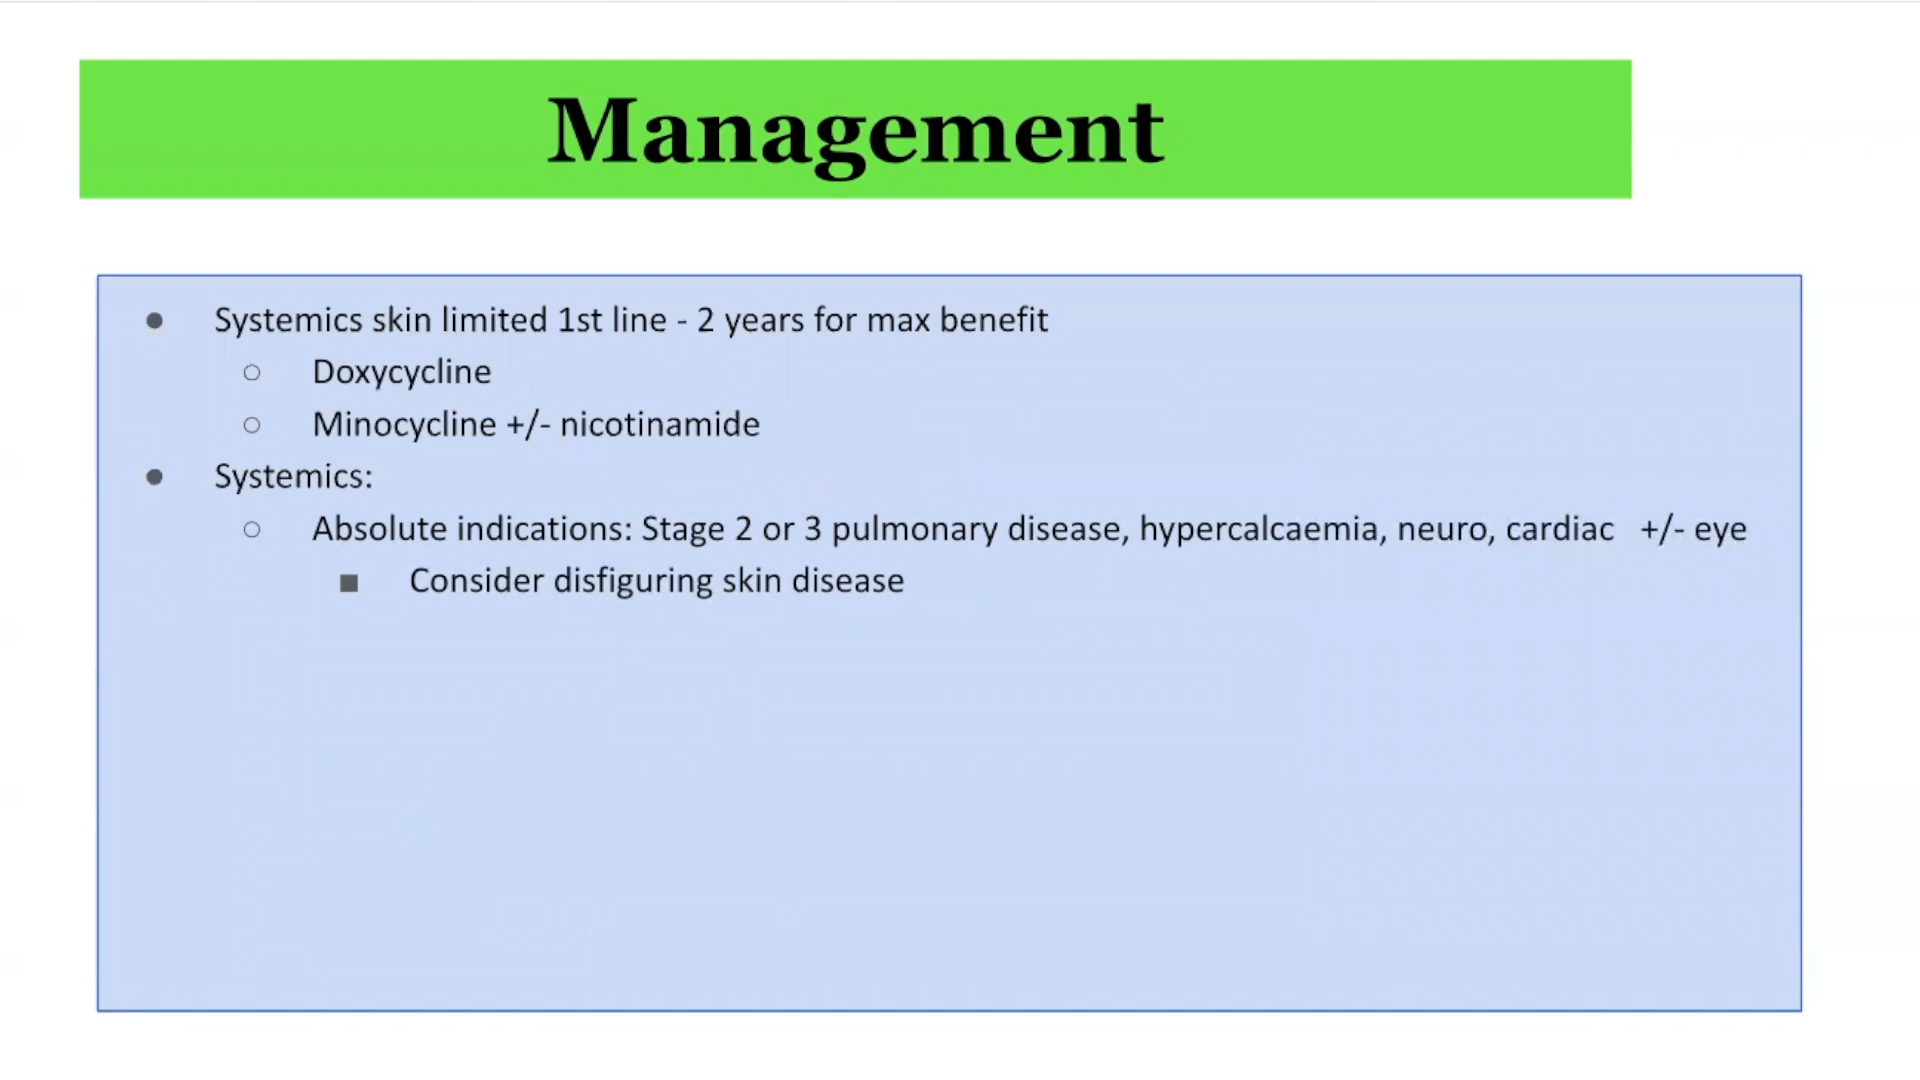 Management
● Systemics skin limited 1st line - 2 years for max benefit
○ Doxycycline
○ Minocycline +/- nicotinamide
● Systemics:
○ Absolute indications: Stage 2 or 3 pulmonary disease, hypercalcaemia, neuro, cardiac +/- eye
■ Consider disfiguring skin disease